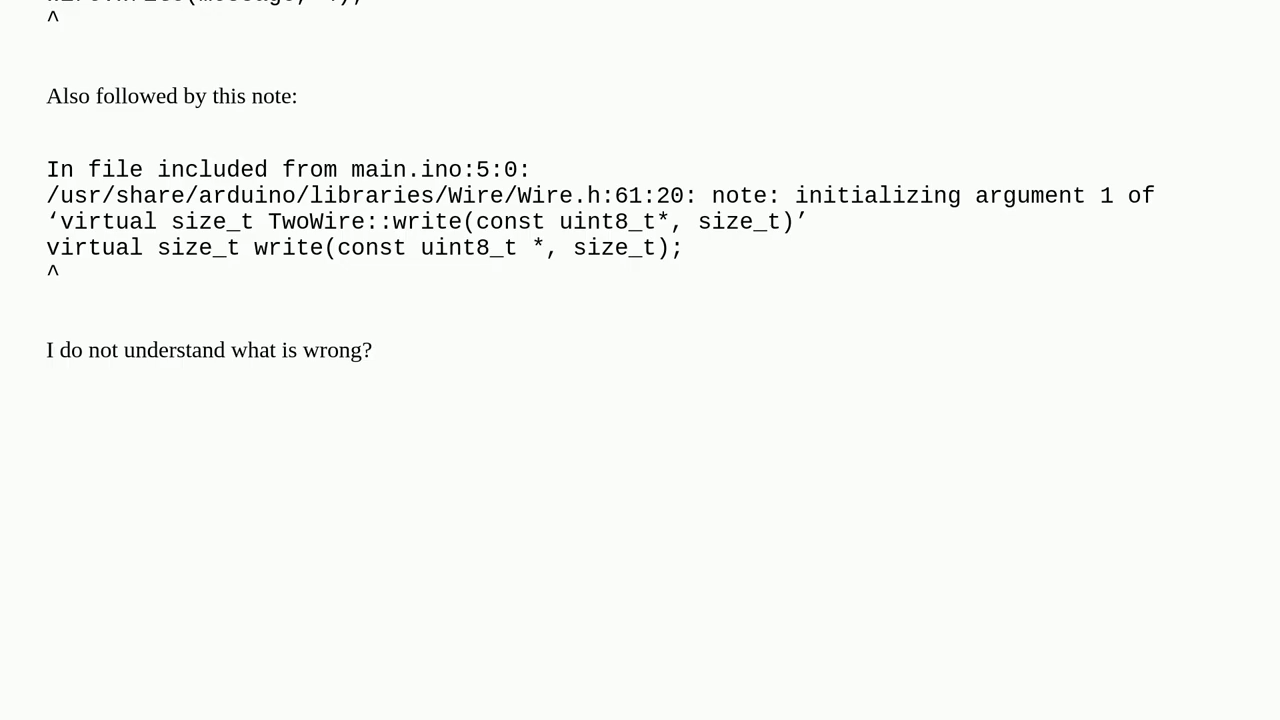 ^
Also followed by this note:
In file included from main.ino:5:0:
/usr/share/arduino/libraries/Wire/Wire.h:61:20: note: initializing argument 1 of
‘virtual size_t TwoWire::write(const uint8_t*, size_t)’
virtual size_t write(const uint8_t *, size_t);
^
I do not understand what is wrong?